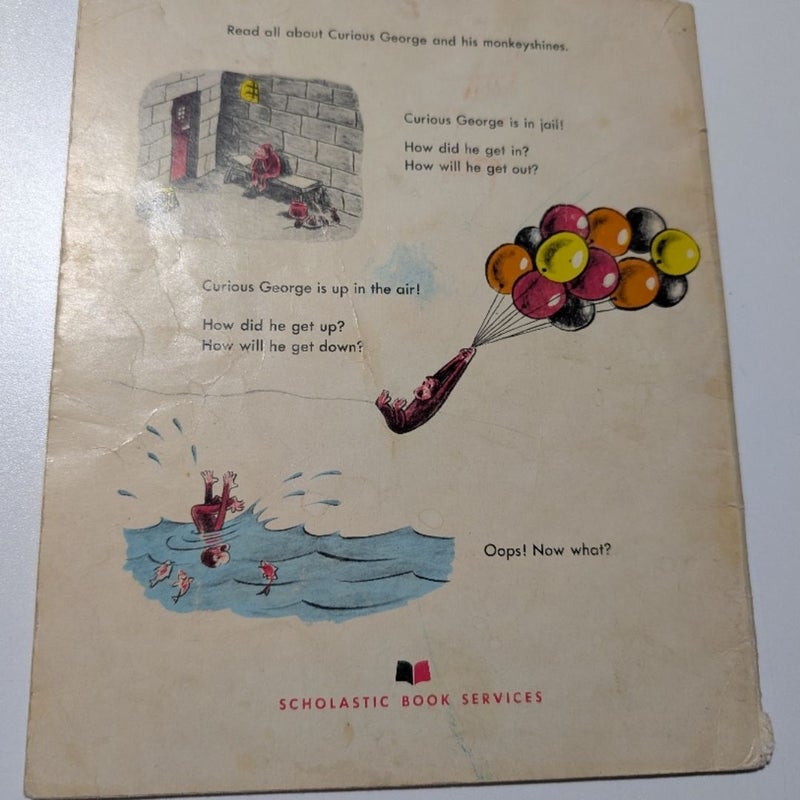 Read all about Curious George and his monkeyshines.
Curious George is in jail!
How did he get in?
How will he get out?
Curious George is up in the air!
How did he get up?
How will he get down?
Oops! Now what?
SCHOLASTIC BOOK SERVICES